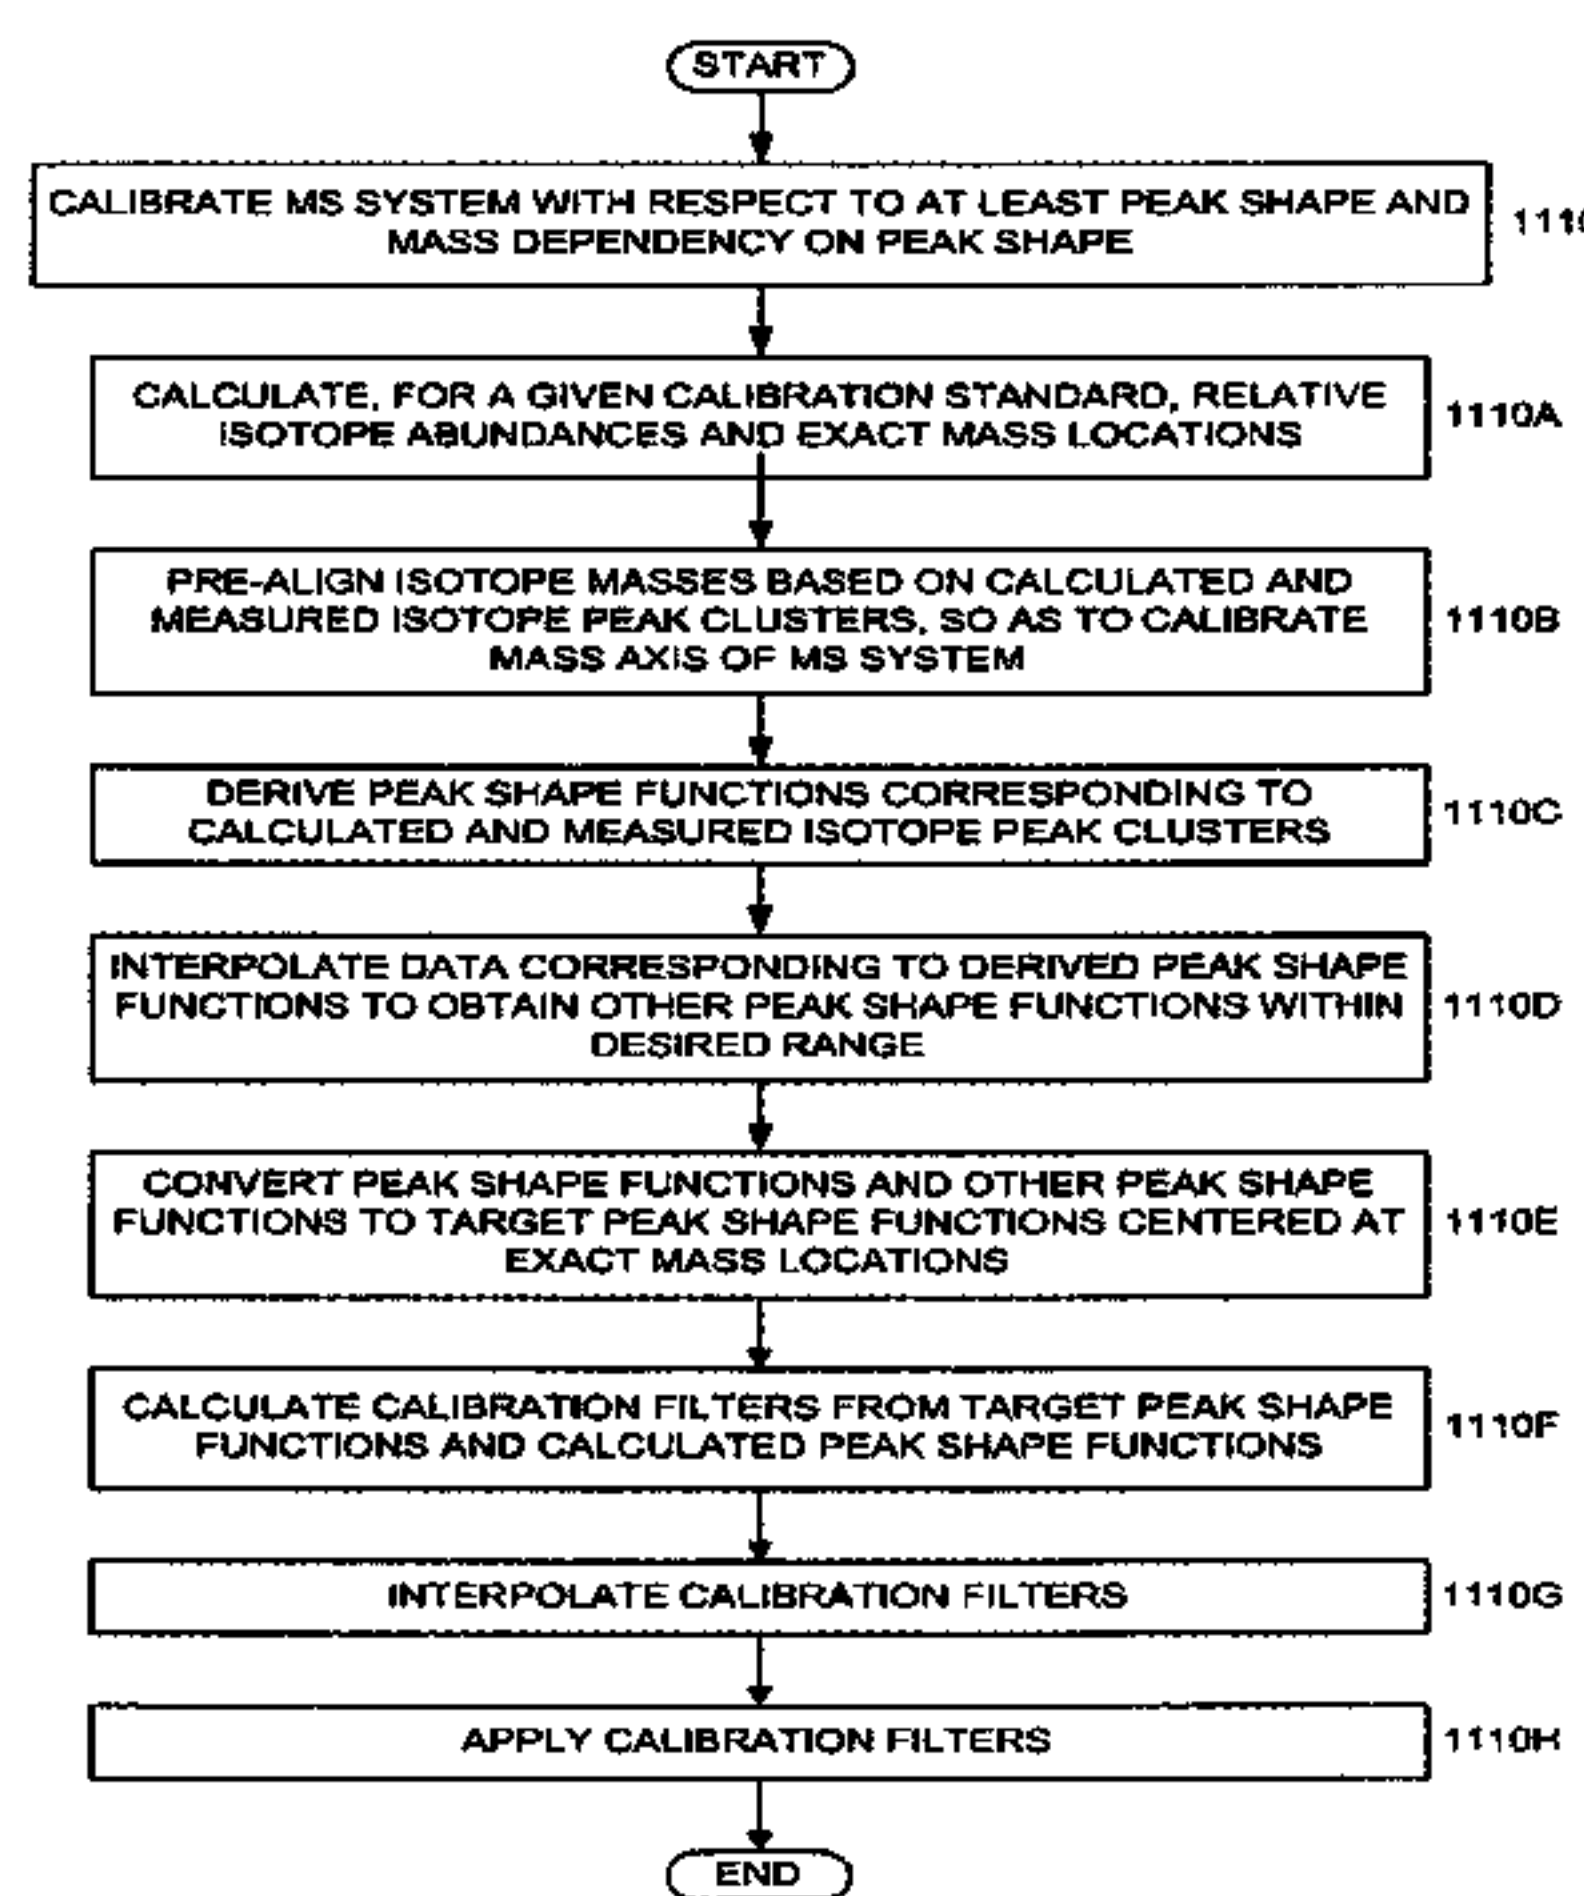 START
CALIBRATE MS SYSTEM WITH RESPECT TO AT LEAST PEAK SHAPE AND
MASS DEPENDENCY ON PEAK SHAPE
1110
CALCULATE, FOR A GIVEN CALIBRATION STANDARD, RELATIVE
ISOTOPE ABUNDANCES AND EXACT MASS LOCATIONS
1110A
PRE-ALIGN ISOTOPE MASSES BASED ON CALCULATED AND
MEASURED ISOTOPE PEAK CLUSTERS, SO AS TO CALIBRATE
MASS AXIS OF MS SYSTEM
1110B
DERIVE PEAK SHAPE FUNCTIONS CORRESPONDING TO
CALCULATED AND MEASURED ISOTOPE PEAK CLUSTERS
1110C
INTERPOLATE DATA CORRESPONDING TO DERIVED PEAK SHAPE
FUNCTIONS TO OBTAIN OTHER PEAK SHAPE FUNCTIONS WITHIN
DESIRED RANGE
1110D
CONVERT PEAK SHAPE FUNCTIONS AND OTHER PEAK SHAPE
FUNCTIONS TO TARGET PEAK SHAPE FUNCTIONS CENTERED AT
EXACT MASS LOCATIONS
1110E
CALCULATE CALIBRATION FILTERS FROM TARGET PEAK SHAPE
FUNCTIONS AND CALCULATED PEAK SHAPE FUNCTIONS
1110F
INTERPOLATE CALIBRATION FILTERS
1110G
APPLY CALIBRATION FILTERS
1110H
END